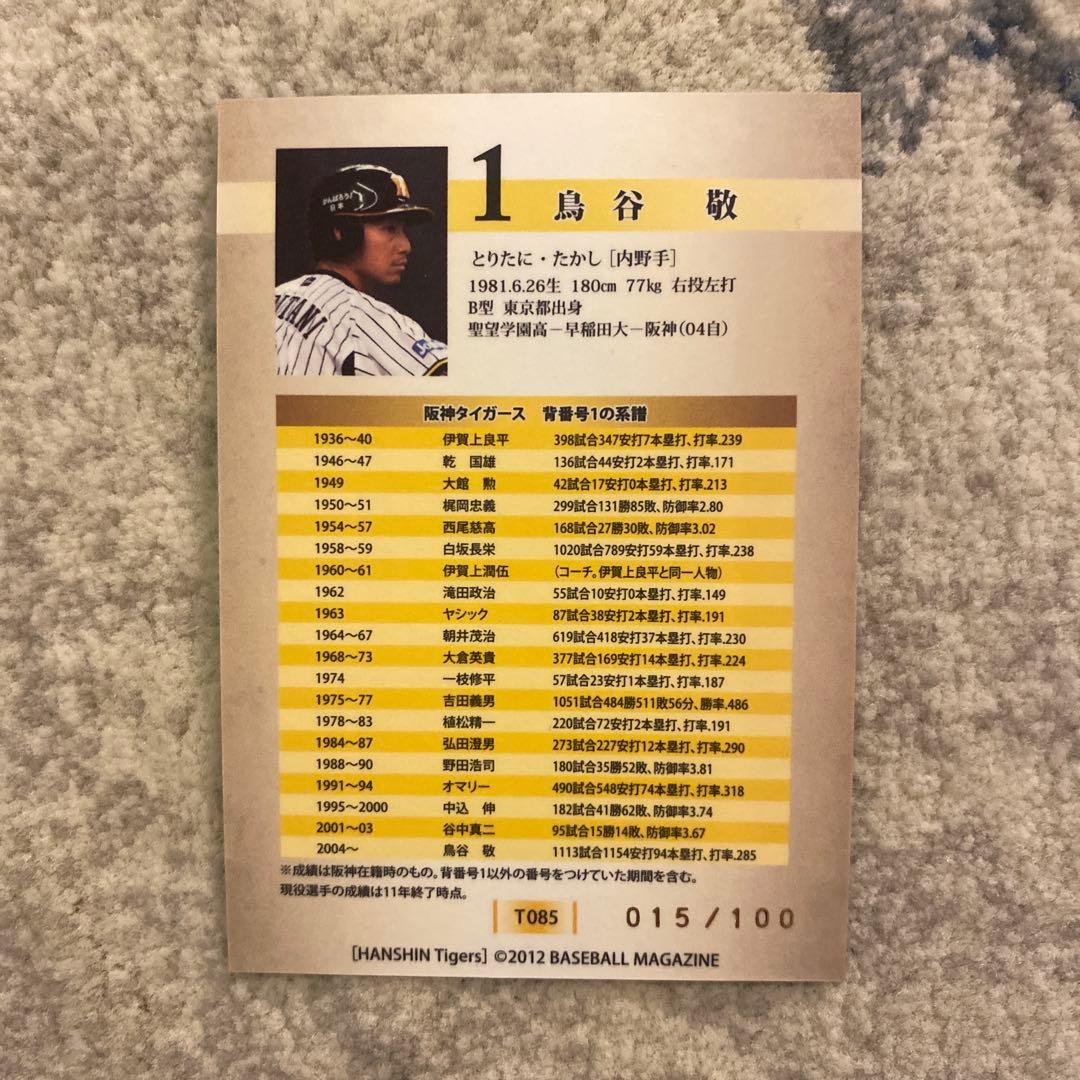 がんばろう!
日本
1 鳥谷 敬
とりたに・たかし [内野手]
1981.6.26生 180cm 77kg 右投左打
B型 東京都出身
聖望学園高－早稲田大－阪神(04自)
阪神タイガース 背番号1の系譜
1936〜40 伊賀上良平 398試合347安打7本塁打、打率.239
1946〜47 乾 国雄 136試合44安打2本塁打、打率.171
1949 大館 勲 42試合17安打0本塁打、打率.213
1950〜51 梶岡忠義 299試合131勝85敗、防御率2.80
1954〜57 西尾慈高 168試合27勝30敗、防御率3.02
1958〜59 白坂長栄 1020試合789安打59本塁打、打率.238
1960〜61 伊賀上潤伍 (コーチ。伊賀上良平と同一人物)
1962 滝田政治 55試合10安打0本塁打、打率.149
1963 ヤシック 87試合38安打2本塁打、打率.191
1964〜67 朝井茂治 619試合418安打37本塁打、打率.230
1968〜73 大倉英貴 377試合169安打14本塁打、打率.224
1974 一枝修平 57試合23安打1本塁打、打率.187
1975〜77 吉田義男 1051試合484勝511敗56分、勝率.486
1978〜83 植松精一 220試合72安打2本塁打、打率.191
1984〜87 弘田澄男 273試合227安打12本塁打、打率.290
1988〜90 野田浩司 180試合35勝52敗、防御率3.81
1991〜94 オマリー 490試合548安打74本塁打、打率.318
1995〜2000 中込 伸 182試合41勝62敗、防御率3.74
2001〜03 谷中真二 95試合15勝14敗、防御率3.67
2004〜 鳥谷 敬 1113試合1154安打94本塁打、打率.285
※成績は阪神在籍時のもの。背番号1以外の番号をつけていた期間を含む。
現役選手の成績は11年終了時点。
T085 015/100
[HANSHIN Tigers] ©2012 BASEBALL MAGAZINE